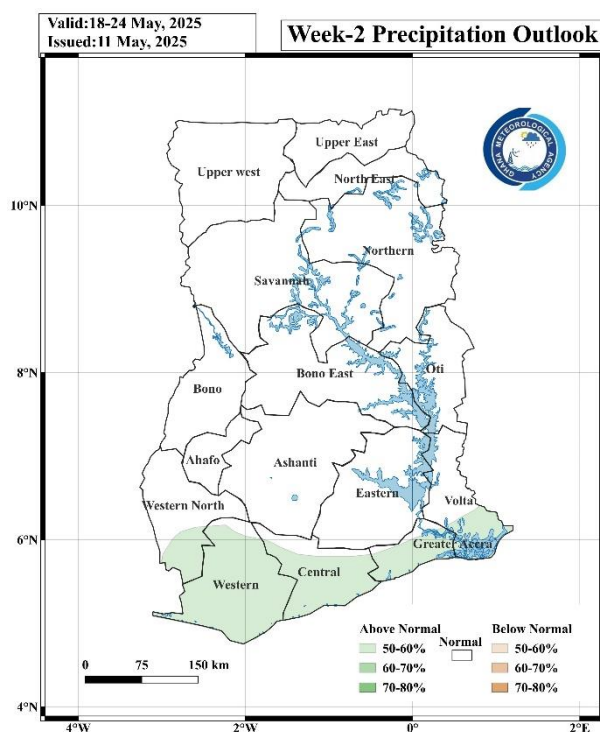 Valid:18-24 May, 2025
Issued:11 May, 2025
Week-2 Precipitation Outlook
GHANA METEOROLOGICAL AGENCY
Upper East
Upper west
North East
10°N
Northern
Savannah
8°N
Bono East
Oti
Bono
Ahafo
Ashanti
Eastern
Volta
Western North
6°N
Greater Accra
Central
Western
Above Normal
Normal
Below Normal
50-60%
50-60%
60-70%
60-70%
70-80%
70-80%
0 75 150 km
4°N
4°W
2°W
0°
2°E